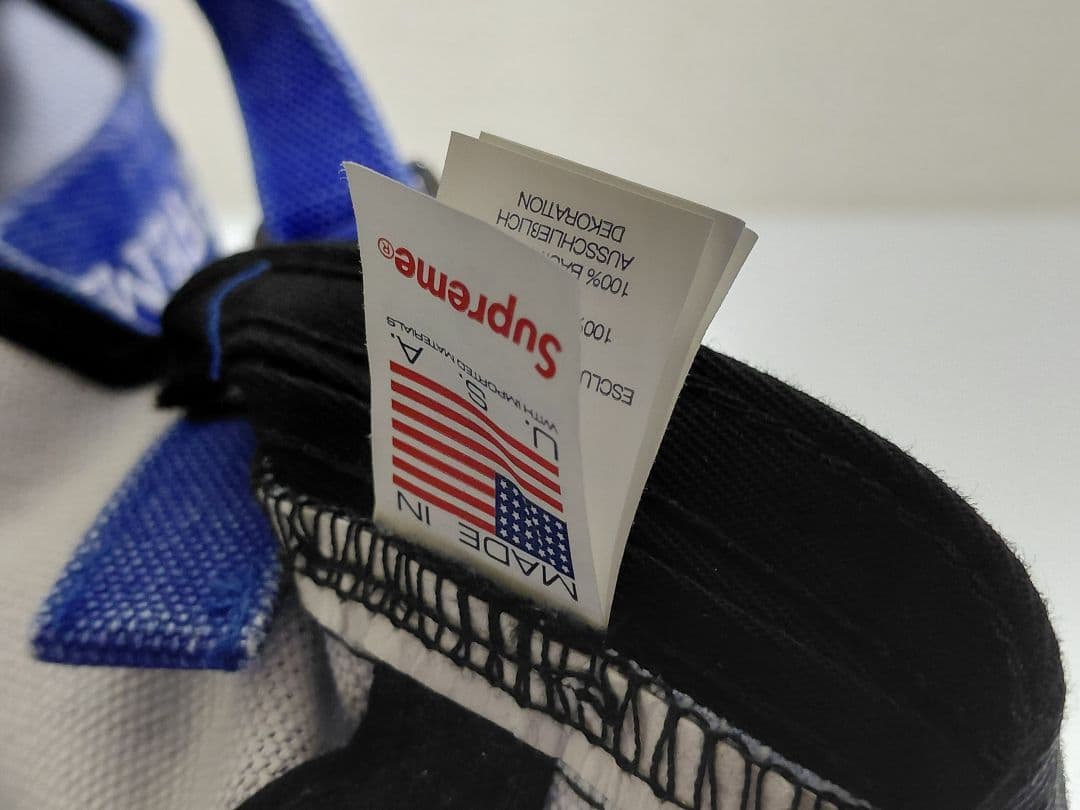 MADE IN
U. S. A.
WITH IMPORTED MATERIALS
Supreme®
ESCLU
100%
100% BA
AUSSCHLIEBLICH
DEKORATION